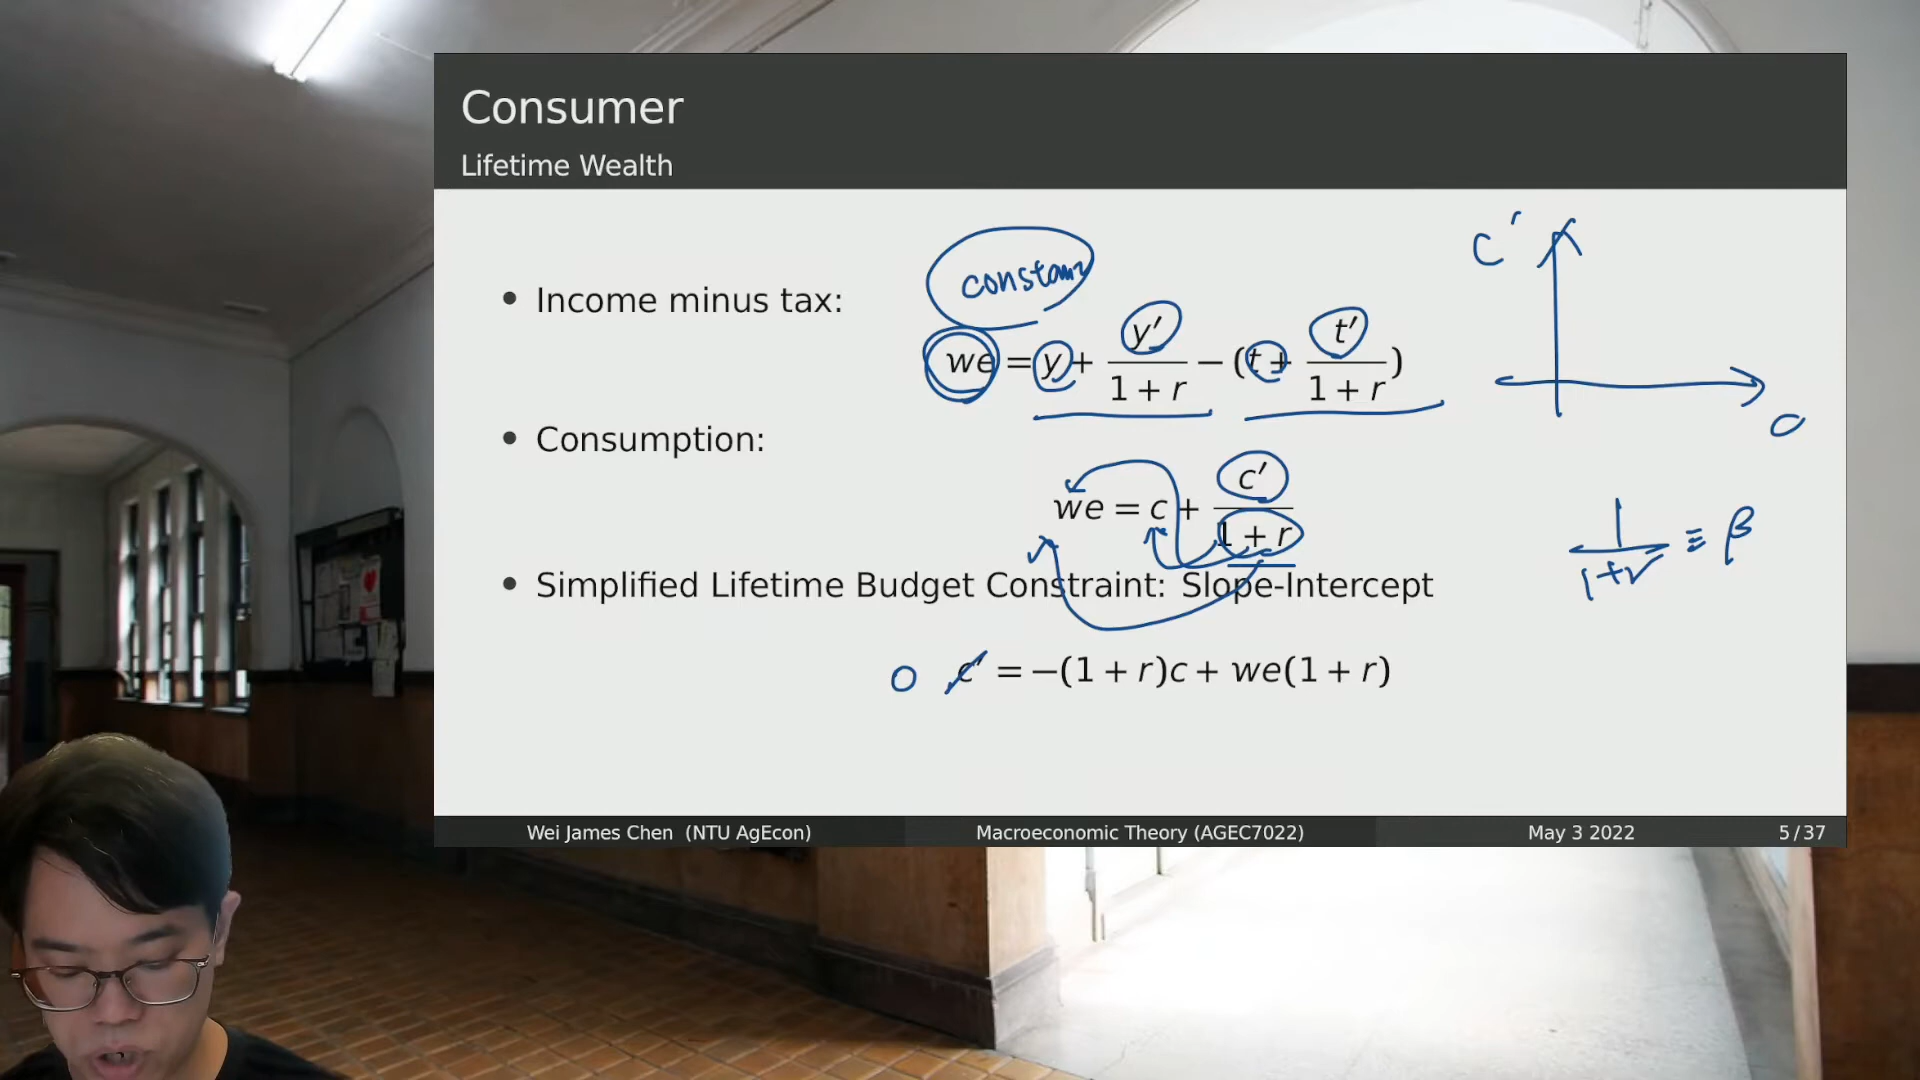 Consumer
Lifetime Wealth
C'
constan
• Income minus tax:
we = y + y′/(1 + r) − (t + t′/(1 + r))
• Consumption:
we = c + c′/(1 + r)
1/(1+r) ≡ β
• Simplified Lifetime Budget Constraint: Slope-Intercept
0 c′ = −(1 + r)c + we(1 + r)
Wei James Chen (NTU AgEcon) Macroeconomic Theory (AGEC7022) May 3 2022 5 / 37